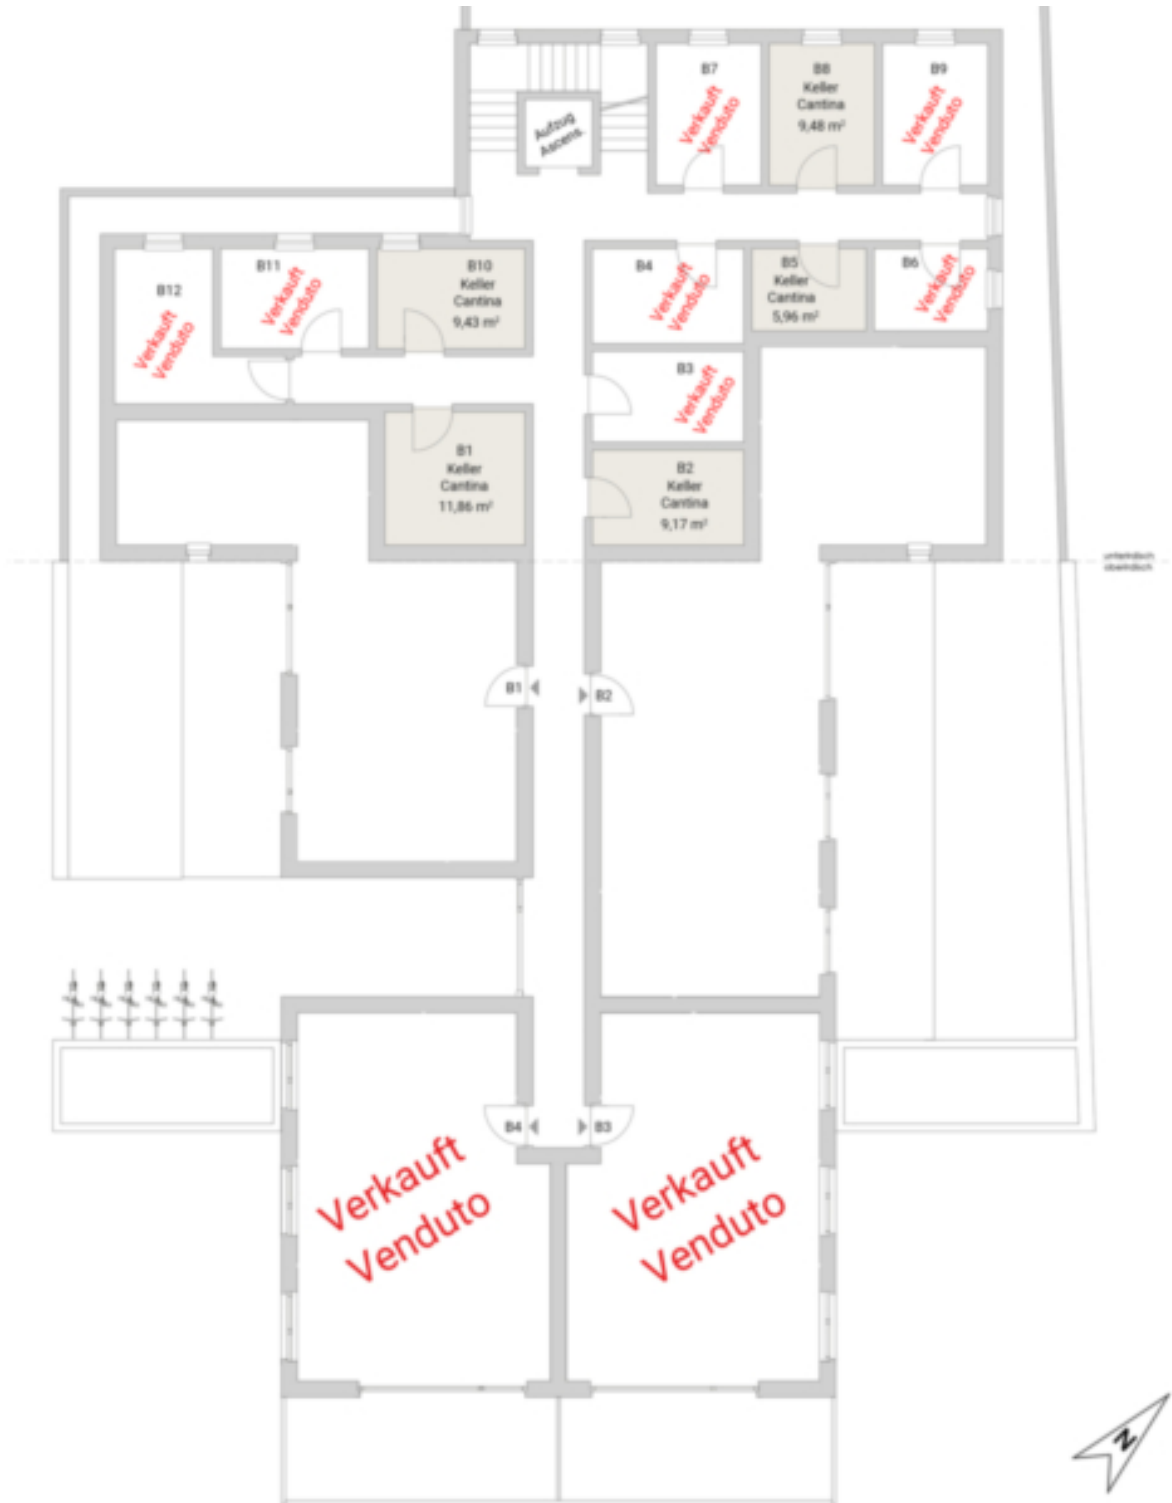 B7
Verkauft
Venduto
B8
Keller
Cantina
9,48 m²
B9
Verkauft
Venduto
Aufzug
Ascens.
B12
Verkauft
Venduto
B11
Verkauft
Venduto
B10
Keller
Cantina
9,43 m²
B4
Verkauft
Venduto
B5
Keller
Cantina
5,96 m²
B6
Verkauft
Venduto
B3
Verkauft
Venduto
B1
Keller
Cantina
11,86 m²
B2
Keller
Cantina
9,17 m²
unterirdisch
oberirdisch
B1
B2
B4
B3
Verkauft
Venduto
Verkauft
Venduto
N